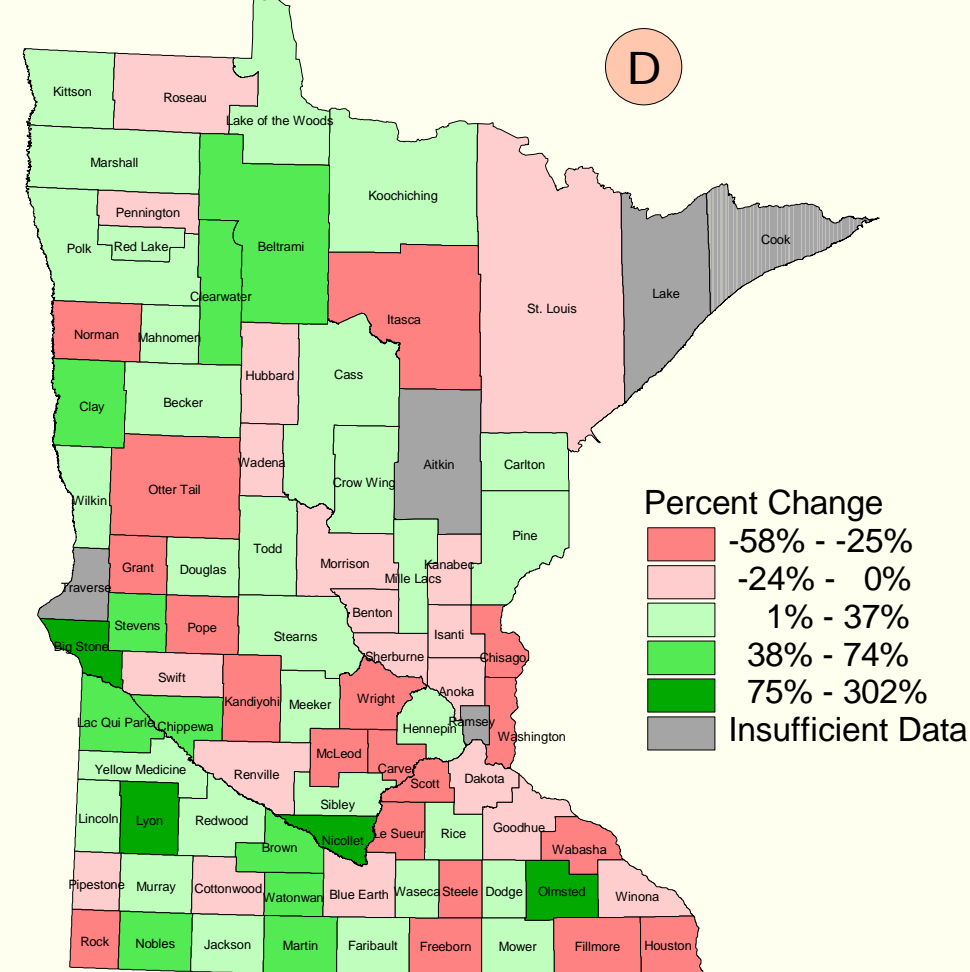 D
Kittson
Roseau
Lake of the Woods
Marshall
Koochiching
Pennington
Polk
Red Lake
Beltrami
Cook
Clearwater
Lake
St. Louis
Itasca
Norman
Mahnomen
Hubbard
Cass
Clay
Becker
Wadena
Aitkin
Carlton
Otter Tail
Crow Wing
Wilkin
Pine
Todd
Morrison
Kanabec
Grant
Douglas
Mille Lacs
Traverse
Benton
Stevens
Pope
Stearns
Isanti
Big Stone
Sherburne
Chisago
Swift
Anoka
Kandiyohi
Meeker
Wright
Lac Qui Parle
Chippewa
Hennepin
Ramsey
Washington
McLeod
Yellow Medicine
Renville
Carver
Scott
Dakota
Sibley
Lincoln
Lyon
Redwood
Goodhue
Nicollet
Le Sueur
Rice
Brown
Wabasha
Pipestone
Murray
Cottonwood
Watonwan
Blue Earth
Waseca
Steele
Dodge
Olmsted
Winona
Rock
Nobles
Jackson
Martin
Faribault
Freeborn
Mower
Fillmore
Houston
Percent Change
-58% - -25%
-24% - 0%
1% - 37%
38% - 74%
75% - 302%
Insufficient Data